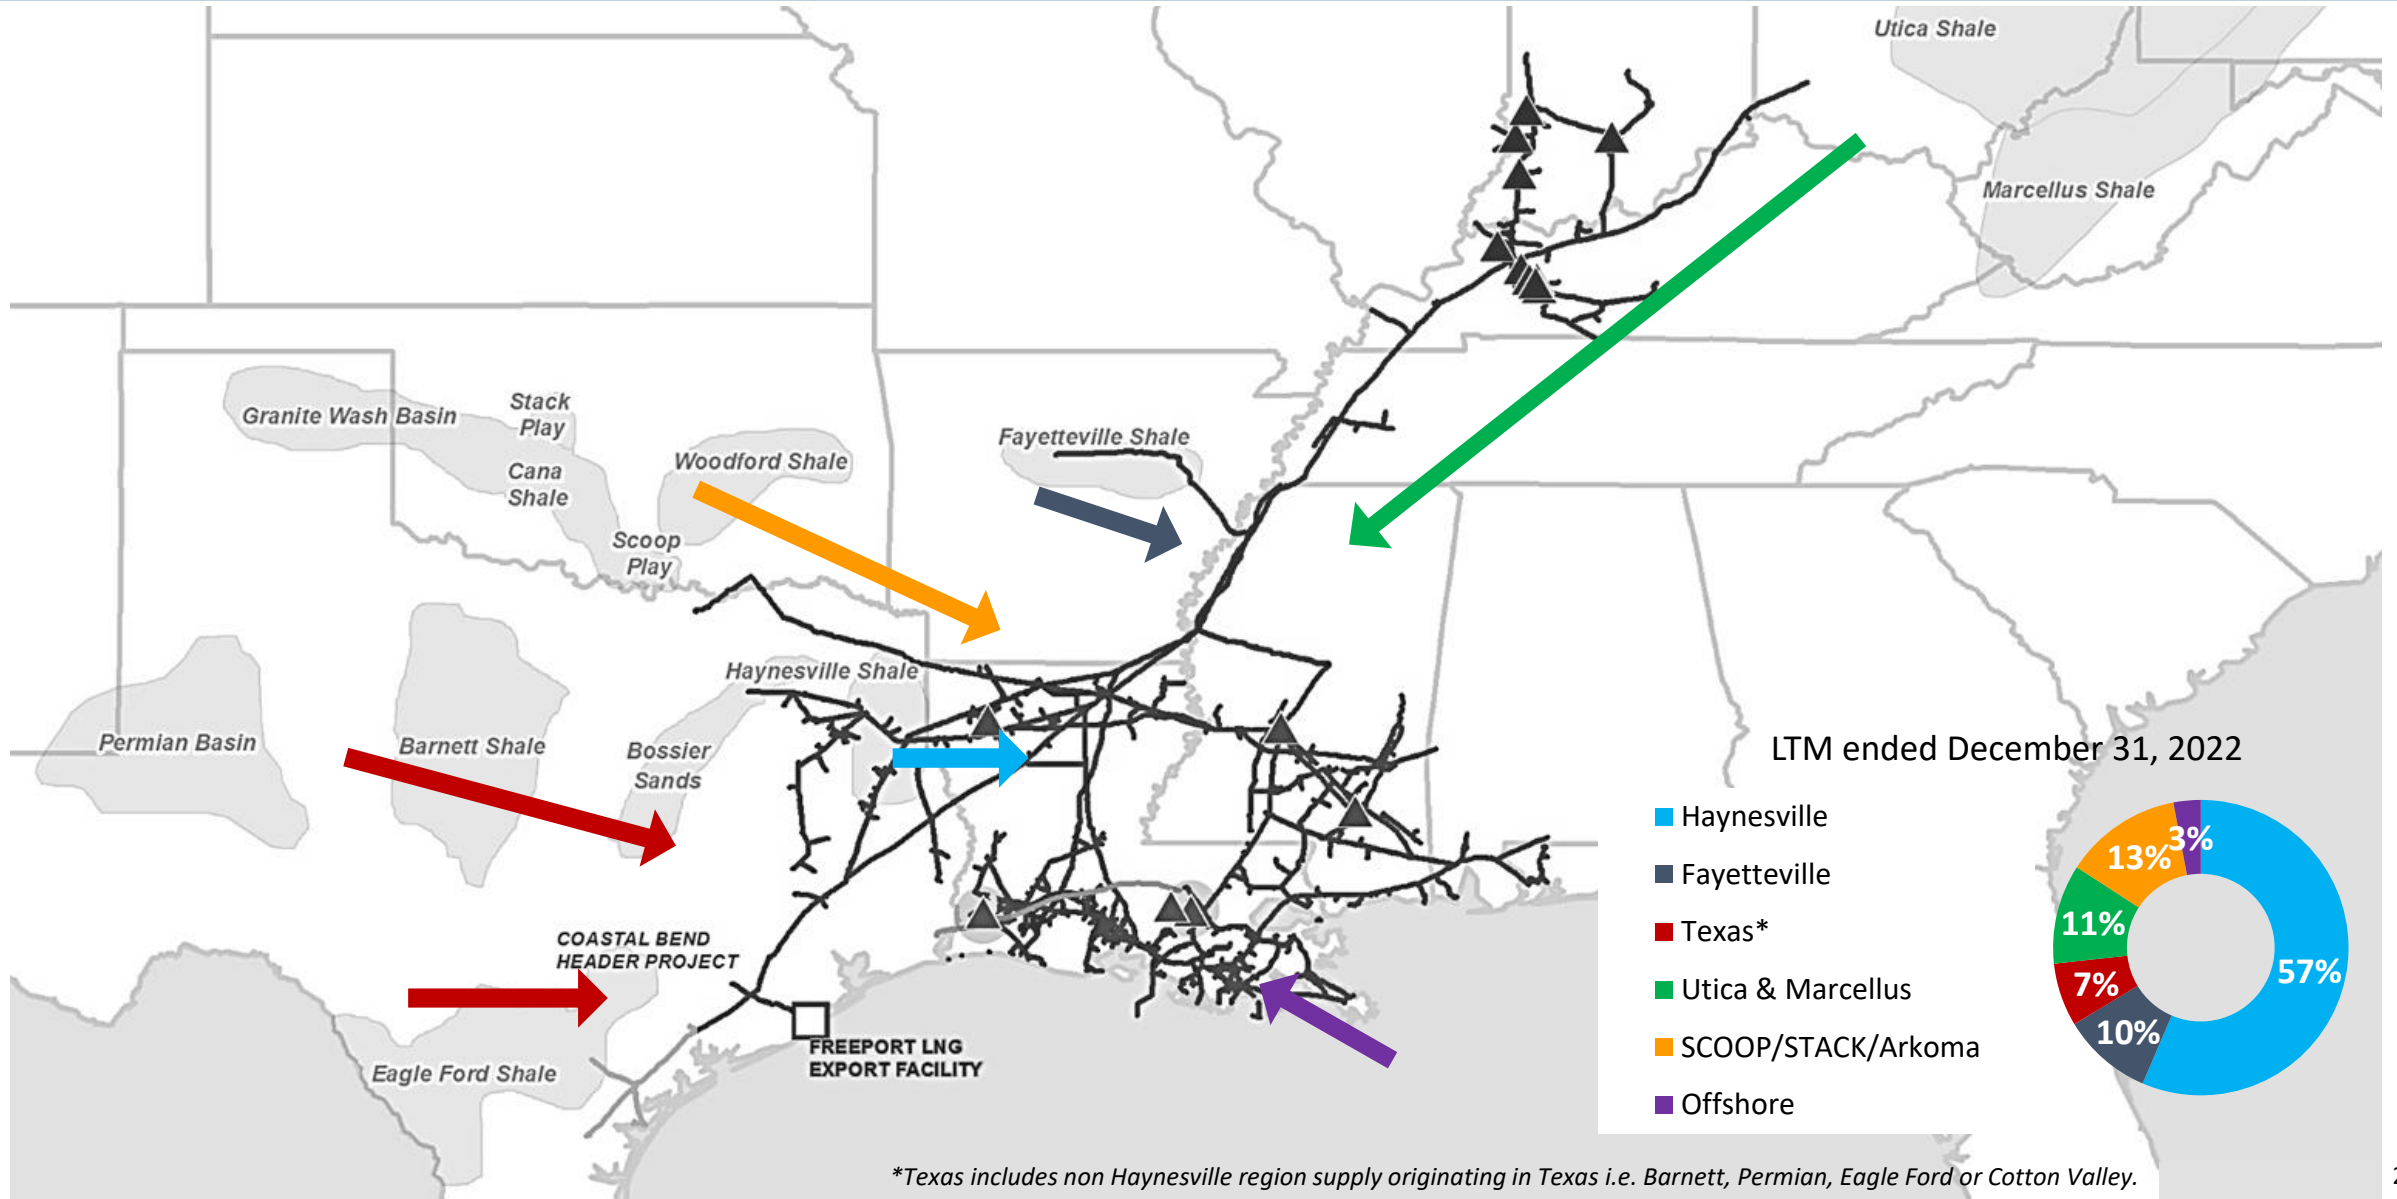 Utica Shale
Marcellus Shale
Granite Wash Basin
Stack
Play
Cana
Shale
Woodford Shale
Scoop
Play
Fayetteville Shale
Haynesville Shale
Permian Basin
Barnett Shale
Bossier
Sands
COASTAL BEND
HEADER PROJECT
FREEPORT LNG
EXPORT FACILITY
Eagle Ford Shale
LTM ended December 31, 2022
Haynesville
Fayetteville
Texas*
Utica & Marcellus
SCOOP/STACK/Arkoma
Offshore
3%
13%
11%
7%
10%
57%
*Texas includes non Haynesville region supply originating in Texas i.e. Barnett, Permian, Eagle Ford or Cotton Valley.